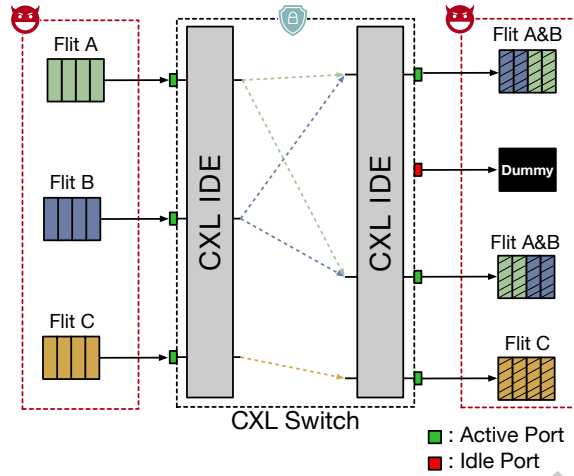 Flit A
Flit B
Flit C
CXL IDE
CXL IDE
CXL Switch
Flit A&B
Dummy
Flit A&B
Flit C
: Active Port
: Idle Port